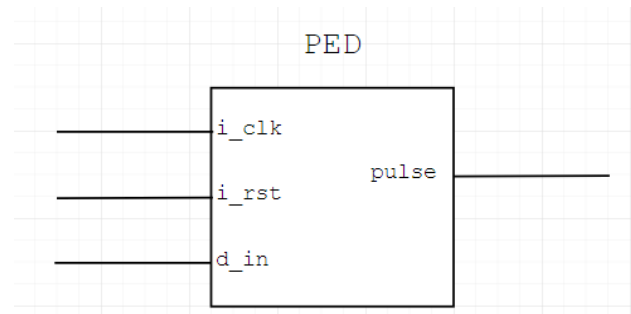 PED
i_clk
pulse
i_rst
d_in